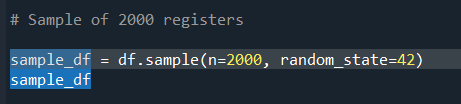 # Sample of 2000 registers
sample_df = df.sample(n=2000, random_state=42)
sample_df